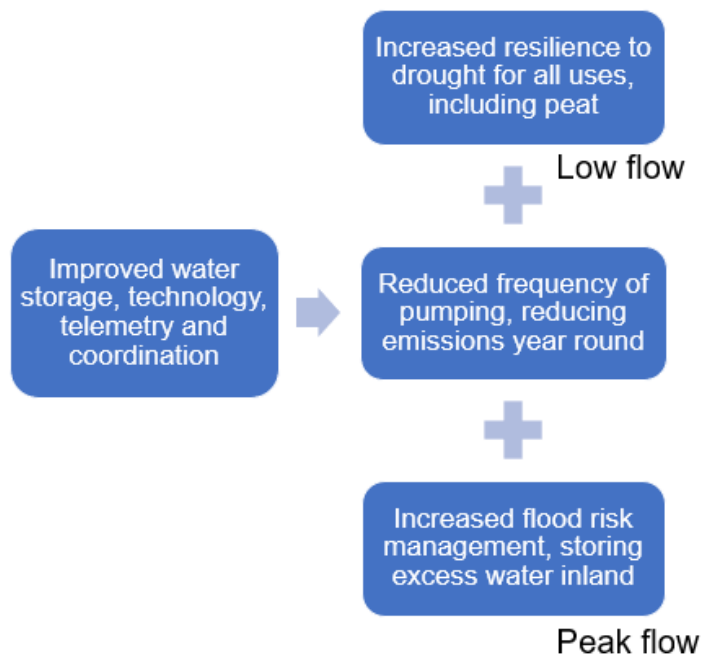 Increased resilience to
drought for all uses,
including peat
Low flow
Improved water
storage, technology,
telemetry and
coordination
Reduced frequency of
pumping, reducing
emissions year round
Increased flood risk
management, storing
excess water inland
Peak flow